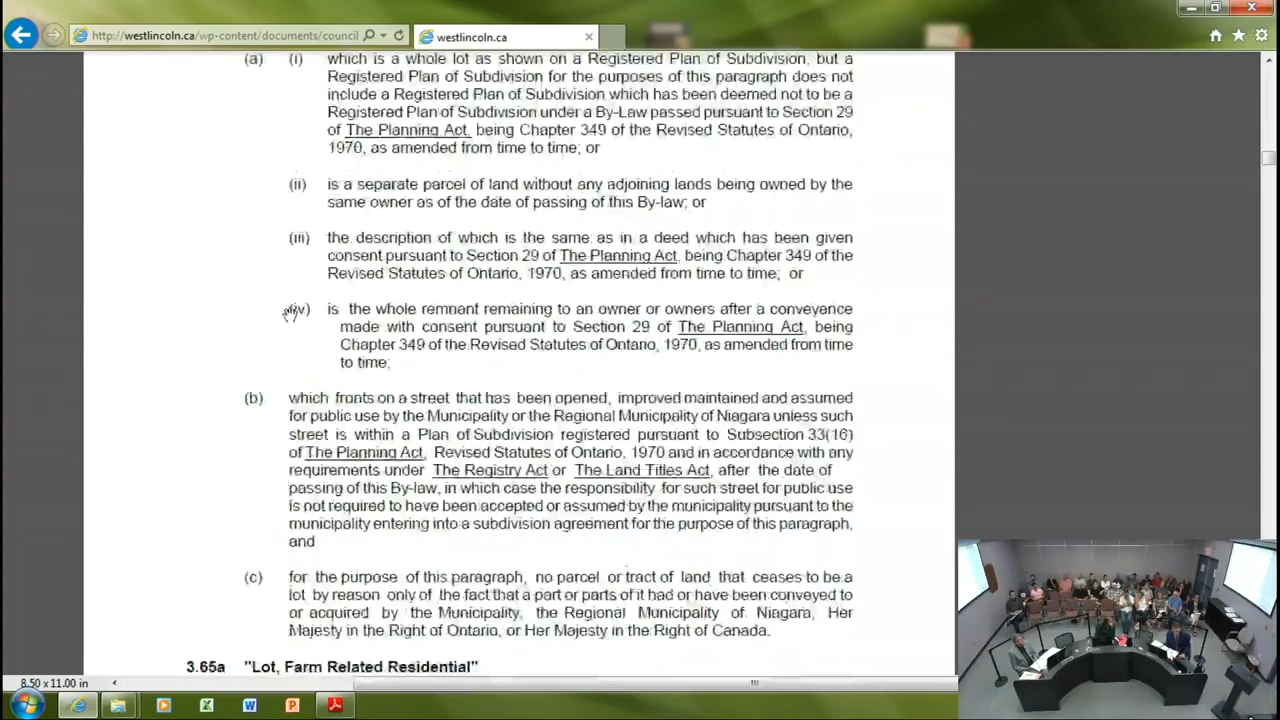 http://westlincoln.ca/wp-content/documents/council
westlincoln.ca
(a) (i) which is a whole lot as shown on a Registered Plan of Subdivision, but a
Registered Plan of Subdivision for the purposes of this paragraph does not
include a Registered Plan of Subdivision which has been deemed not to be a
Registered Plan of Subdivision under a By-Law passed pursuant to Section 29
of The Planning Act, being Chapter 349 of the Revised Statutes of Ontario,
1970, as amended from time to time; or
(ii) is a separate parcel of land without any adjoining lands being owned by the
same owner as of the date of passing of this By-law; or
(iii) the description of which is the same as in a deed which has been given
consent pursuant to Section 29 of The Planning Act, being Chapter 349 of the
Revised Statutes of Ontario, 1970, as amended from time to time; or
(iv) is the whole remnant remaining to an owner or owners after a conveyance
made with consent pursuant to Section 29 of The Planning Act, being
Chapter 349 of the Revised Statutes of Ontario, 1970, as amended from time
to time;
(b) which fronts on a street that has been opened, improved maintained and assumed
for public use by the Municipality or the Regional Municipality of Niagara unless such
street is within a Plan of Subdivision registered pursuant to Subsection 33(16)
of The Planning Act, Revised Statutes of Ontario, 1970 and in accordance with any
requirements under The Registry Act or The Land Titles Act, after the date of
passing of this By-law, in which case the responsibility for such street for public use
is not required to have been accepted or assumed by the municipality pursuant to the
municipality entering into a subdivision agreement for the purpose of this paragraph,
and
(c) for the purpose of this paragraph, no parcel or tract of land that ceases to be a
lot by reason only of the fact that a part or parts of it had or have been conveyed to
or acquired by the Municipality, the Regional Municipality of Niagara, Her
Majesty in the Right of Ontario, or Her Majesty in the Right of Canada.
3.65a "Lot, Farm Related Residential"
8.50 x 11.00 in